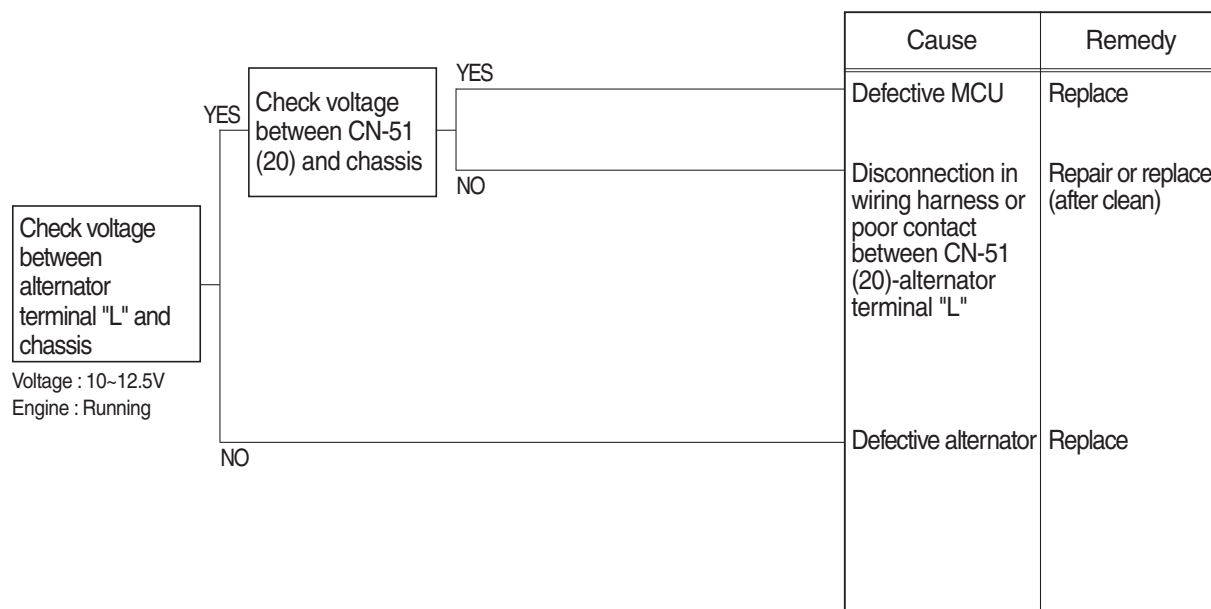 Cause
Remedy
YES
Check voltage
between CN-51
(20) and chassis
YES
Defective MCU
Replace
NO
Disconnection in
wiring harness or
poor contact
between CN-51
(20)-alternator
terminal "L"
Repair or replace
(after clean)
Check voltage
between
alternator
terminal "L" and
chassis
Voltage : 10~12.5V
Engine : Running
NO
Defective alternator
Replace